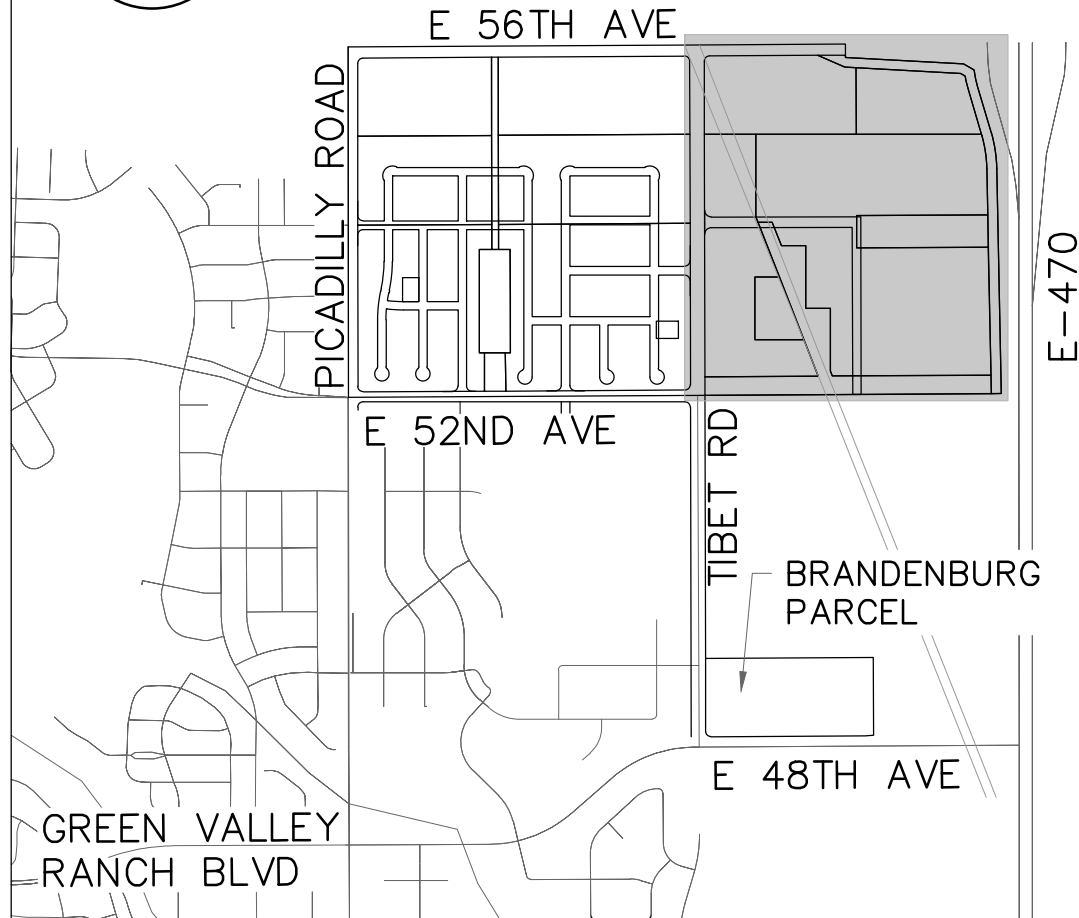 E 56TH AVE
PICADILLY ROAD
E-470
E 52ND AVE
TIBET RD
BRANDENBURG
PARCEL
E 48TH AVE
GREEN VALLEY
RANCH BLVD